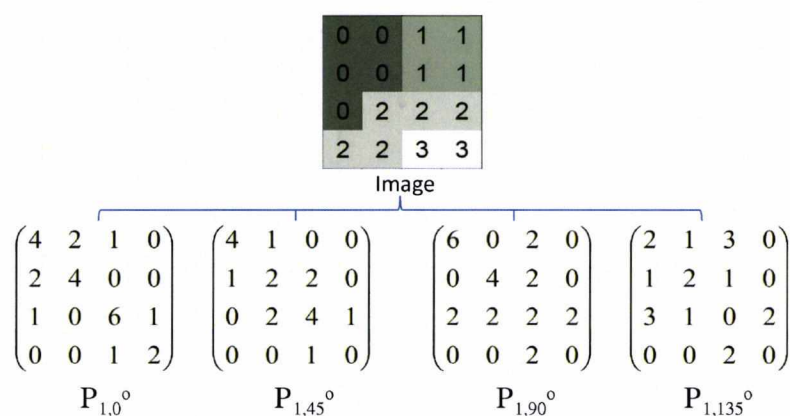 0 0 1 1
0 0 1 1
0 2 2 2
2 2 3 3
Image
4 2 1 0
2 4 0 0
1 0 6 1
0 0 1 2
P1,0°
4 1 0 0
1 2 2 0
0 2 4 1
0 0 1 0
P1,45°
6 0 2 0
0 4 2 0
2 2 2 2
0 0 2 0
P1,90°
2 1 3 0
1 2 1 0
3 1 0 2
0 0 2 0
P1,135°